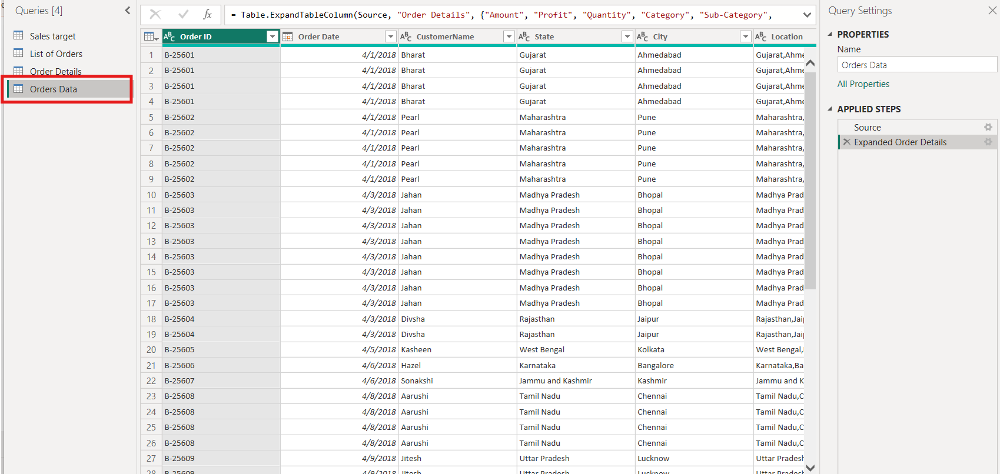 Queries [4]
Sales target
List of Orders
Order Details
Orders Data
fx
= Table.ExpandTableColumn(Source, "Order Details", {"Amount", "Profit", "Quantity", "Category", "Sub-Category",
ABC Order ID Order Date ABC CustomerName ABC State ABC City ABC Location
1 B-25601 4/1/2018 Bharat Gujarat Ahmedabad Gujarat,Ahme
2 B-25601 4/1/2018 Bharat Gujarat Ahmedabad Gujarat,Ahme
3 B-25601 4/1/2018 Bharat Gujarat Ahmedabad Gujarat,Ahme
4 B-25601 4/1/2018 Bharat Gujarat Ahmedabad Gujarat,Ahme
5 B-25602 4/1/2018 Pearl Maharashtra Pune Maharashtra,
6 B-25602 4/1/2018 Pearl Maharashtra Pune Maharashtra,
7 B-25602 4/1/2018 Pearl Maharashtra Pune Maharashtra,
8 B-25602 4/1/2018 Pearl Maharashtra Pune Maharashtra,
9 B-25602 4/1/2018 Pearl Maharashtra Pune Maharashtra,
10 B-25603 4/3/2018 Jahan Madhya Pradesh Bhopal Madhya Prad
11 B-25603 4/3/2018 Jahan Madhya Pradesh Bhopal Madhya Prad
12 B-25603 4/3/2018 Jahan Madhya Pradesh Bhopal Madhya Prad
13 B-25603 4/3/2018 Jahan Madhya Pradesh Bhopal Madhya Prad
14 B-25603 4/3/2018 Jahan Madhya Pradesh Bhopal Madhya Prad
15 B-25603 4/3/2018 Jahan Madhya Pradesh Bhopal Madhya Prad
16 B-25603 4/3/2018 Jahan Madhya Pradesh Bhopal Madhya Prad
17 B-25603 4/3/2018 Jahan Madhya Pradesh Bhopal Madhya Prad
18 B-25604 4/3/2018 Divsha Rajasthan Jaipur Rajasthan,Jaip
19 B-25604 4/3/2018 Divsha Rajasthan Jaipur Rajasthan,Jaip
20 B-25605 4/5/2018 Kasheen West Bengal Kolkata West Bengal,
21 B-25606 4/6/2018 Hazel Karnataka Bangalore Karnataka,Ba
22 B-25607 4/6/2018 Sonakshi Jammu and Kashmir Kashmir Jammu and K
23 B-25608 4/8/2018 Aarushi Tamil Nadu Chennai Tamil Nadu,C
24 B-25608 4/8/2018 Aarushi Tamil Nadu Chennai Tamil Nadu,C
25 B-25608 4/8/2018 Aarushi Tamil Nadu Chennai Tamil Nadu,C
26 B-25608 4/8/2018 Aarushi Tamil Nadu Chennai Tamil Nadu,C
27 B-25609 4/9/2018 Jitesh Uttar Pradesh Lucknow Uttar Pradesh
28 B-25609 4/9/2018 Jitesh Uttar Pradesh Lucknow Uttar Pradesh
Query Settings
PROPERTIES
Name
Orders Data
All Properties
APPLIED STEPS
Source
Expanded Order Details